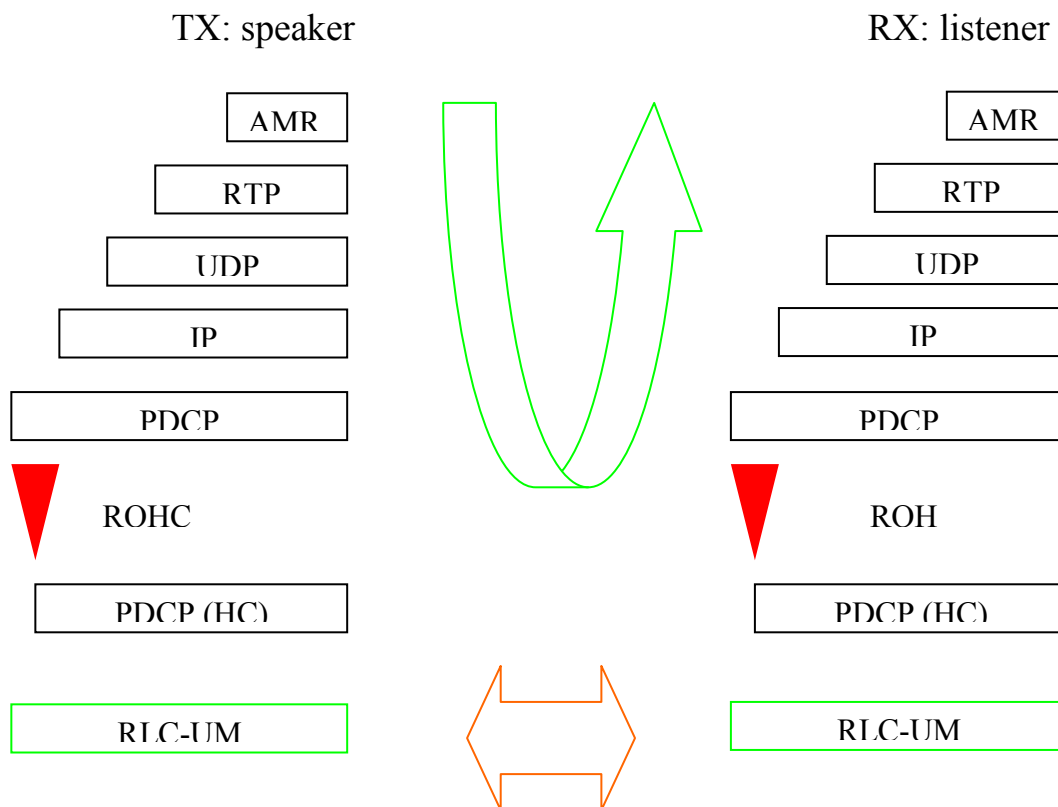 TX: speaker
RX: listener
AMR
AMR
RTP
RTP
UDP
UDP
IP
IP
PDCP
PDCP
ROHC
ROH
PDCP (HC)
PDCP (HC)
RLC-UM
RLC-UM